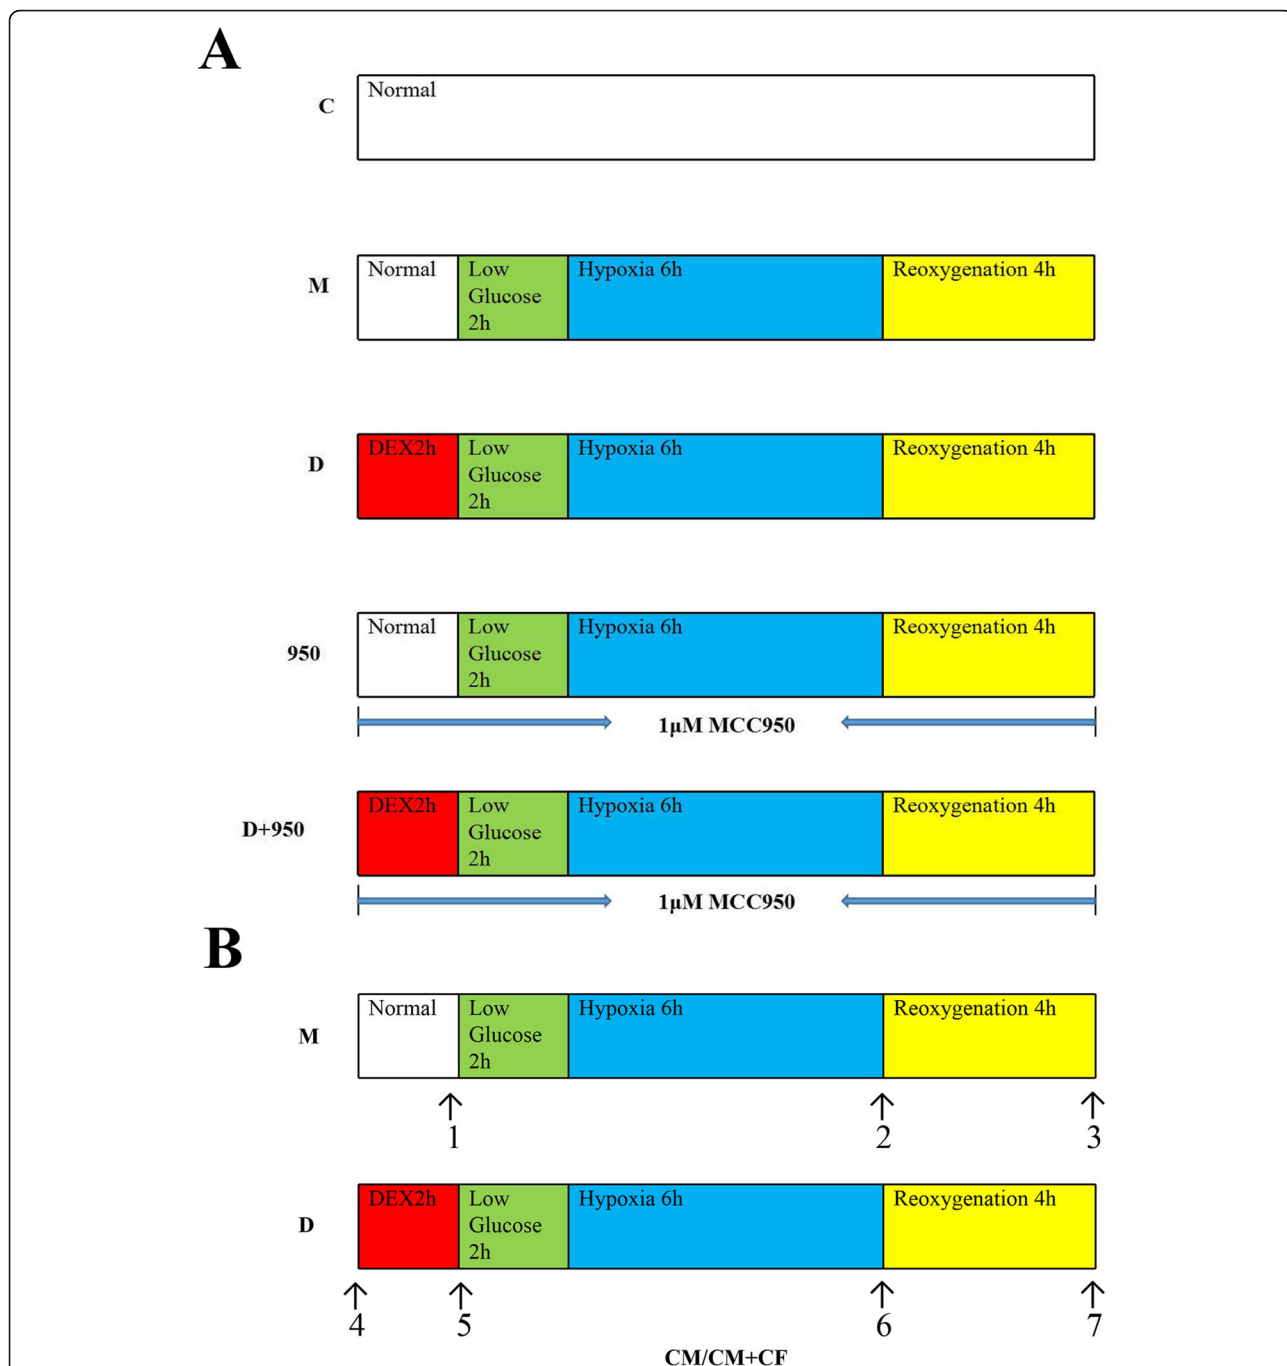 A
C
Normal
M
Normal
Low
Glucose
2h
Hypoxia 6h
Reoxygenation 4h
D
DEX2h
Low
Glucose
2h
Hypoxia 6h
Reoxygenation 4h
950
Normal
Low
Glucose
2h
Hypoxia 6h
Reoxygenation 4h
1μM MCC950
D+950
DEX2h
Low
Glucose
2h
Hypoxia 6h
Reoxygenation 4h
1μM MCC950
B
M
Normal
Low
Glucose
2h
Hypoxia 6h
Reoxygenation 4h
1
2
3
D
DEX2h
Low
Glucose
2h
Hypoxia 6h
Reoxygenation 4h
4
5
6
7
CM/CM+CF